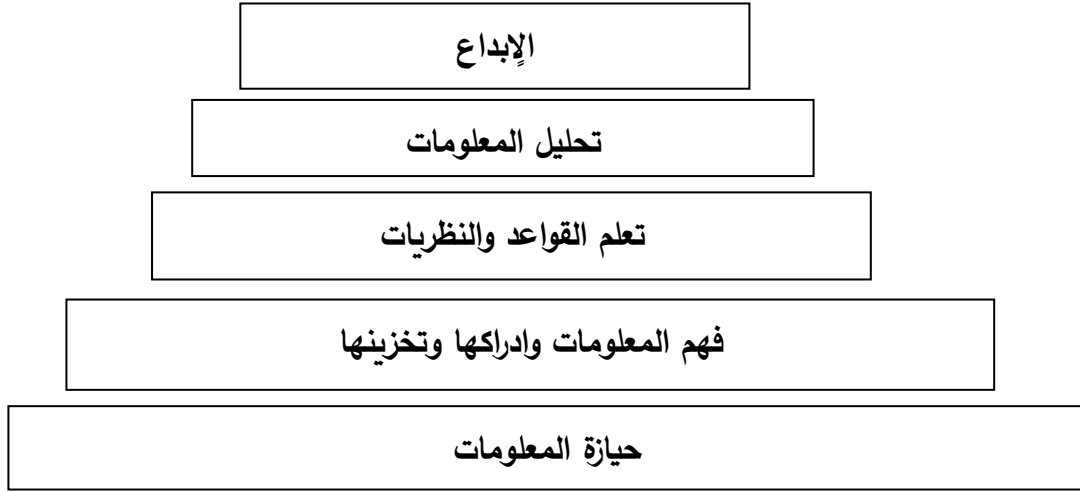 الإبداع
تحليل المعلومات
تعلم القواعد والنظريات
فهم المعلومات وادراكها وتخزينها
حيازة المعلومات